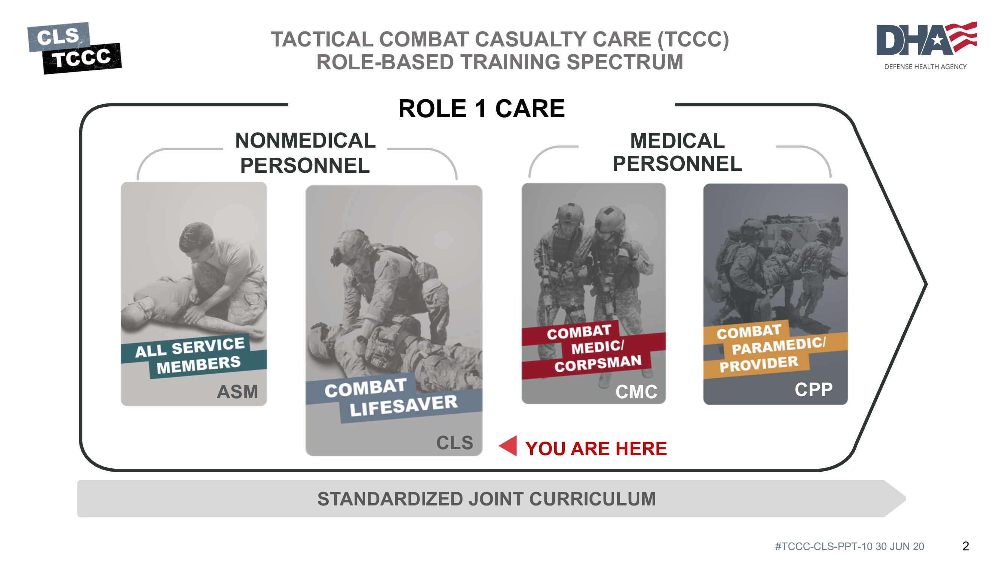 CLS
TCCC
TACTICAL COMBAT CASUALTY CARE (TCCC)
ROLE-BASED TRAINING SPECTRUM
DHA
DEFENSE HEALTH AGENCY
ROLE 1 CARE
NONMEDICAL
PERSONNEL
MEDICAL
PERSONNEL
ALL SERVICE
MEMBERS
ASM
COMBAT
LIFESAVER
CLS
COMBAT
MEDIC/
CORPSMAN
CMC
COMBAT
PARAMEDIC/
PROVIDER
CPP
YOU ARE HERE
STANDARDIZED JOINT CURRICULUM
#TCCC-CLS-PPT-10 30 JUN 20
2